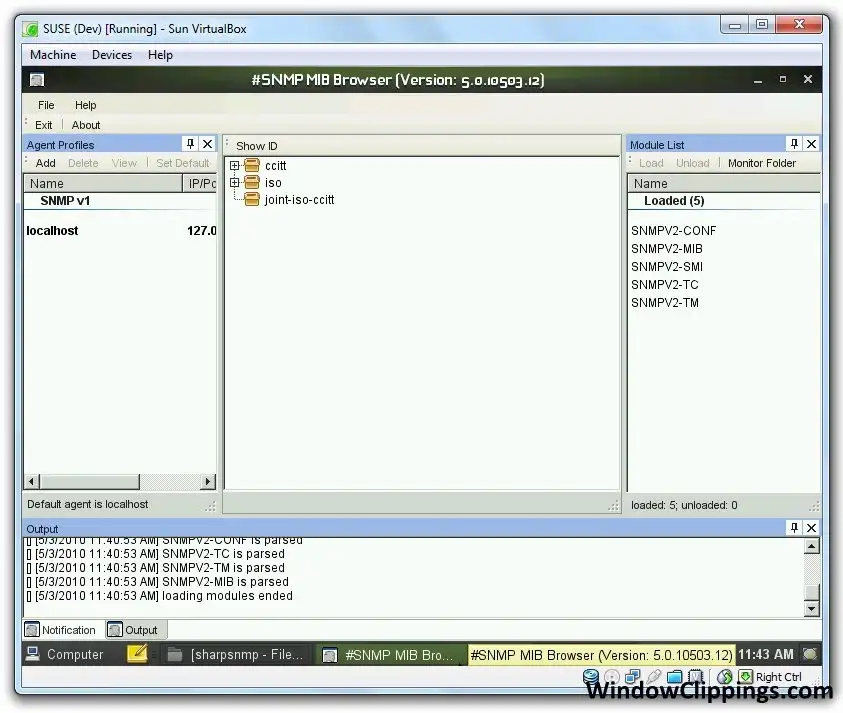 SUSE (Dev) [Running] - Sun VirtualBox
Machine Devices Help
#SNMP MIB Browser (Version: 5.0.10503.12)
File Help
Exit About
Agent Profiles
Add Delete View Set Default
Name IP/Po
SNMP v1
localhost 127.0
Default agent is localhost
Show ID
ccitt
iso
joint-iso-ccitt
Module List
Load Unload Monitor Folder
Name
Loaded (5)
SNMPV2-CONF
SNMPV2-MIB
SNMPV2-SMI
SNMPV2-TC
SNMPV2-TM
loaded: 5; unloaded: 0
Output
[] [5/3/2010 11:40:53 AM] SNMPV2-CONF is parsed
[] [5/3/2010 11:40:53 AM] SNMPV2-TC is parsed
[] [5/3/2010 11:40:53 AM] SNMPV2-TM is parsed
[] [5/3/2010 11:40:53 AM] SNMPV2-MIB is parsed
[] [5/3/2010 11:40:53 AM] loading modules ended
Notification Output
Computer [sharpsnmp - File... #SNMP MIB Bro... #SNMP MIB Browser (Version: 5.0.10503.12) 11:43 AM
Right Ctrl
WindowClippings.com